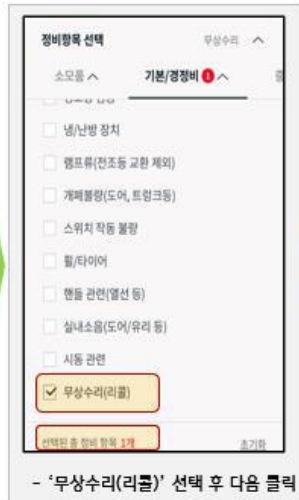 정비항목 선택 무상수리
소모품 기본/경정비 1 중
냉/난방 장치
램프류(전조등 교환 제외)
개폐불량(도어, 트렁크등)
스위치 작동 불량
휠/타이어
핸들 관련(열선 등)
실내소음(도어/유리 등)
시동 관련
무상수리(리콜)
선택된 총 정비 항목 1개 초기화
- ‘무상수리(리콜)’ 선택 후 다음 클릭